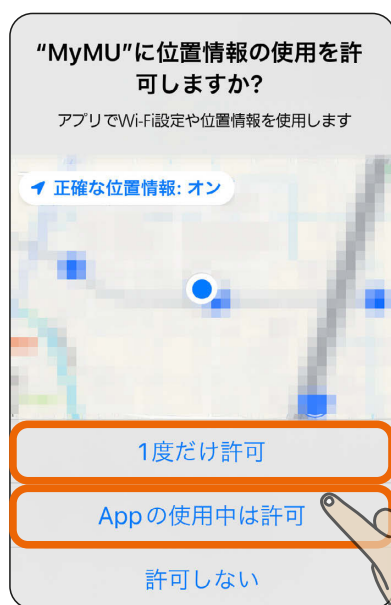 “MyMU”に位置情報の使用を許
可しますか?
アプリでWi-Fi設定や位置情報を使用します
正確な位置情報: オン
1度だけ許可
Appの使用中は許可
許可しない